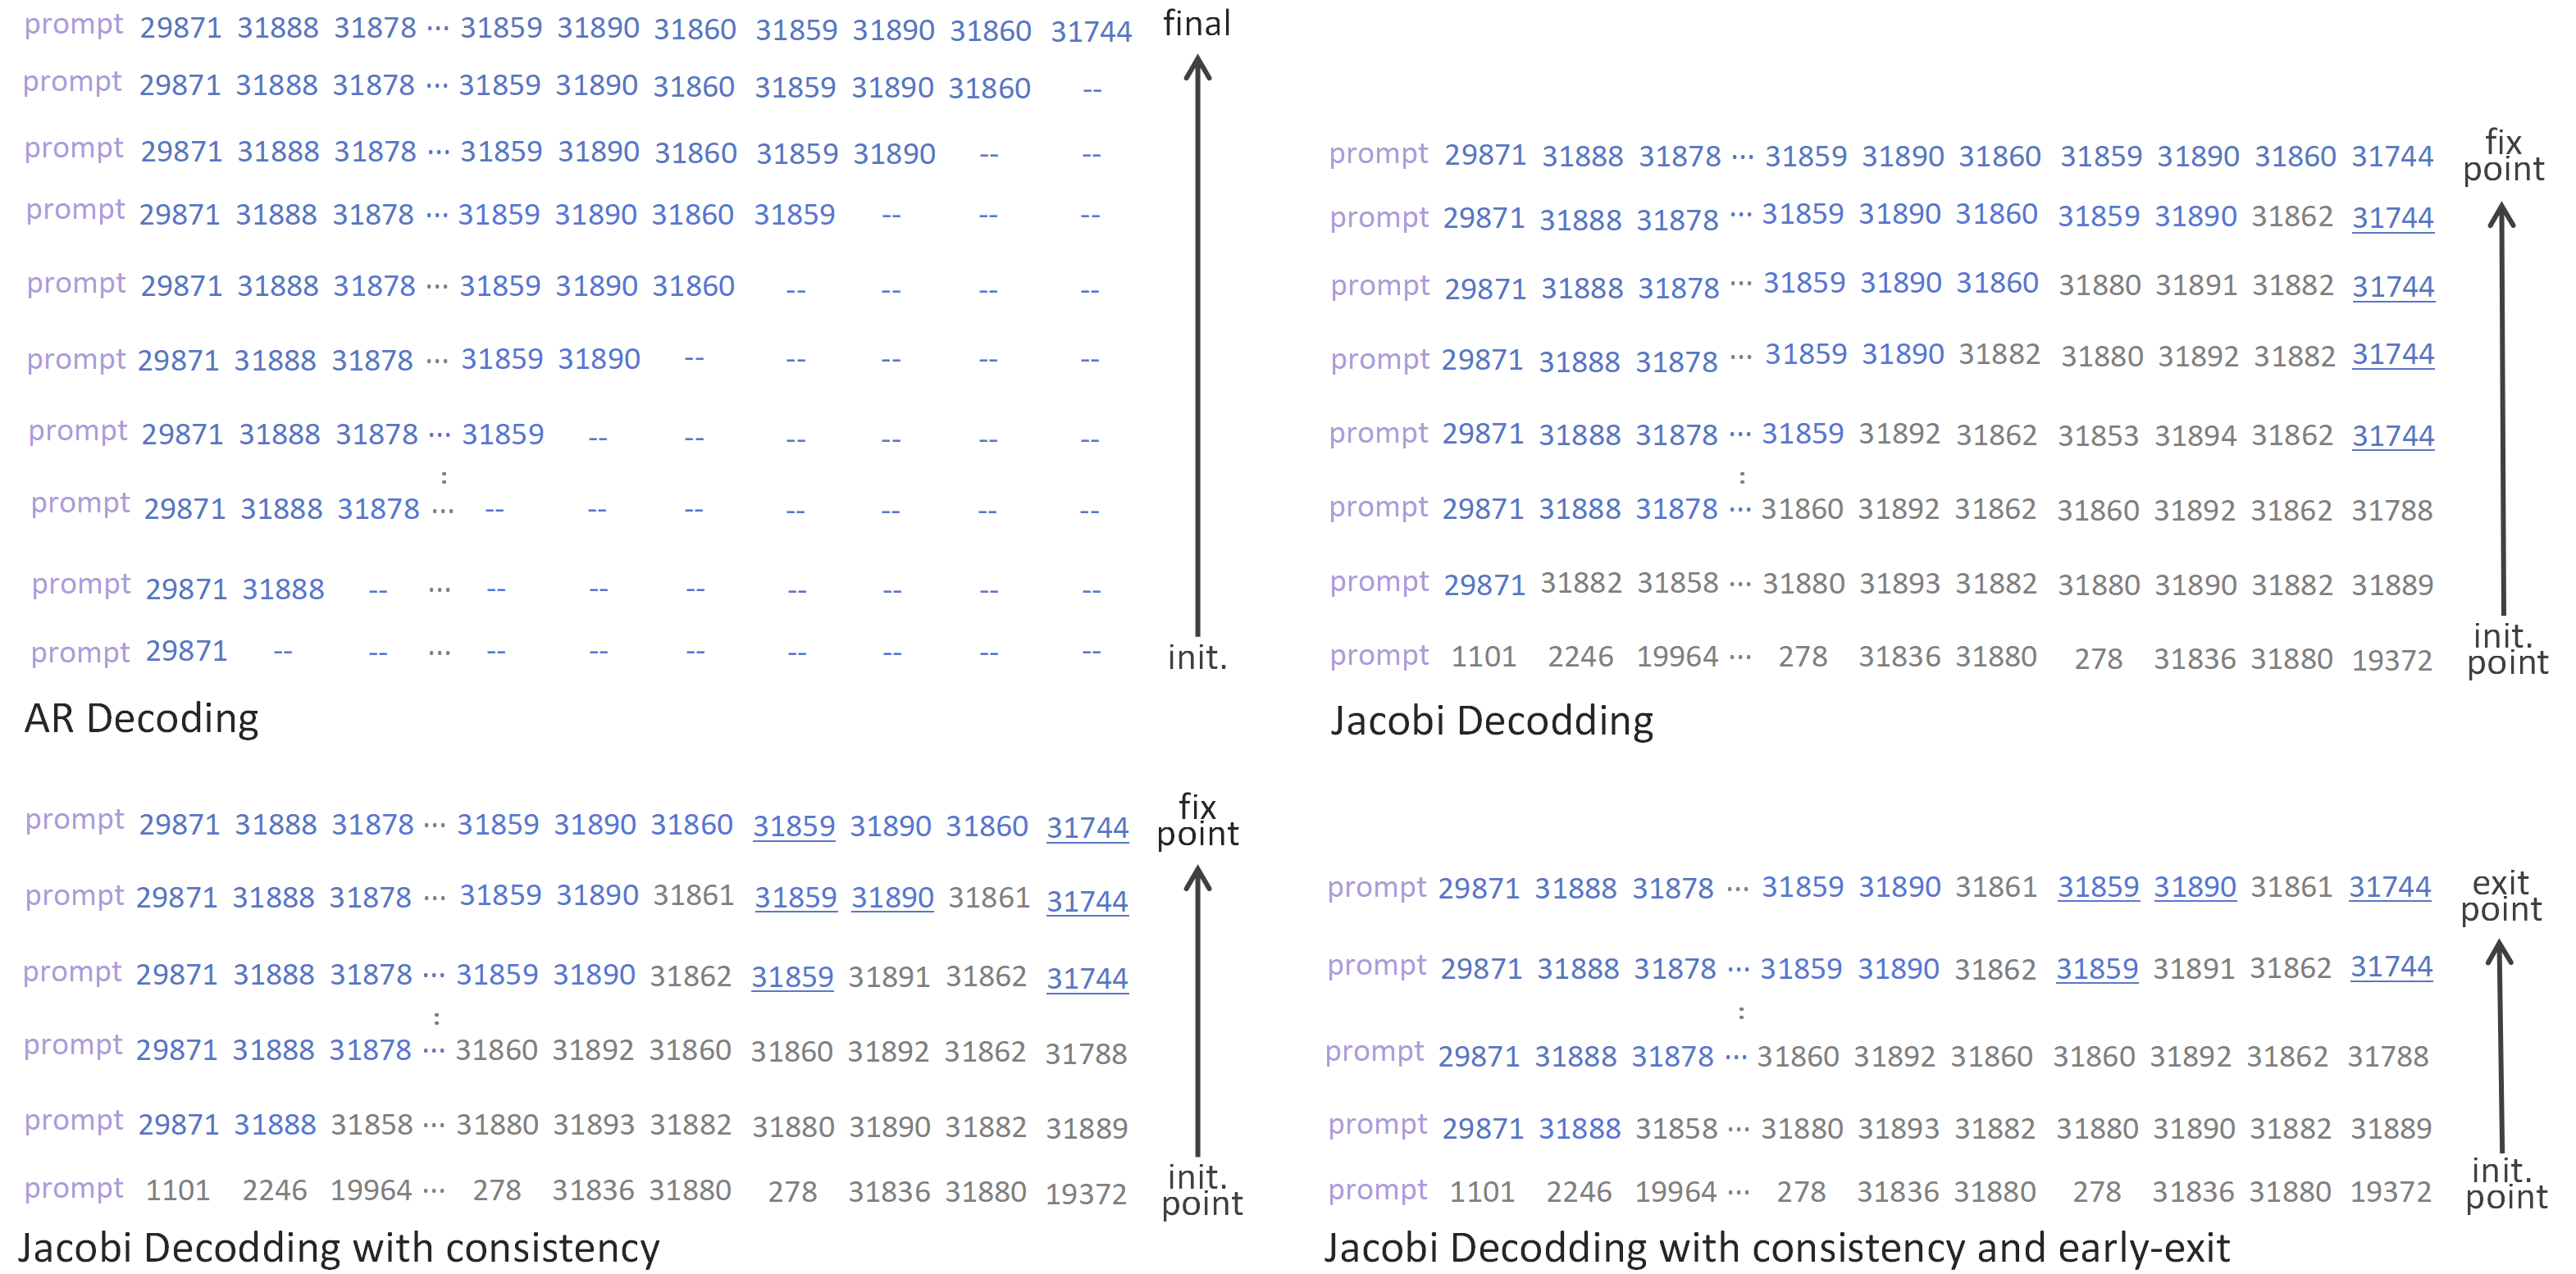 prompt 29871 31888 31878 ... 31859 31890 31860 31859 31890 31860 31744
final
prompt 29871 31888 31878 ... 31859 31890 31860 31859 31890 31860 --
prompt 29871 31888 31878 ... 31859 31890 31860 31859 31890 -- --
prompt 29871 31888 31878 ... 31859 31890 31860 31859 -- -- --
prompt 29871 31888 31878 ... 31859 31890 31860 -- -- -- --
prompt 29871 31888 31878 ... 31859 31890 -- -- -- -- --
prompt 29871 31888 31878 ... 31859 -- -- -- -- -- --
:
prompt 29871 31888 31878 ... -- -- -- -- -- -- --
prompt 29871 31888 -- ... -- -- -- -- -- -- --
prompt 29871 -- -- ... -- -- -- -- -- -- --
init.
AR Decoding
prompt 29871 31888 31878 ... 31859 31890 31860 31859 31890 31860 31744
fix
point
prompt 29871 31888 31878 ... 31859 31890 31860 31859 31890 31862 31744
prompt 29871 31888 31878 ... 31859 31890 31860 31880 31891 31882 31744
prompt 29871 31888 31878 ... 31859 31890 31882 31880 31892 31882 31744
prompt 29871 31888 31878 ... 31859 31892 31862 31853 31894 31862 31744
:
prompt 29871 31888 31878 ... 31860 31892 31862 31860 31892 31862 31788
prompt 29871 31882 31858 ... 31880 31893 31882 31880 31890 31882 31889
prompt 1101 2246 19964 ... 278 31836 31880 278 31836 31880 19372
init.
point
Jacobi Decodding
prompt 29871 31888 31878 ... 31859 31890 31860 31859 31890 31860 31744
fix
point
prompt 29871 31888 31878 ... 31859 31890 31861 31859 31890 31861 31744
prompt 29871 31888 31878 ... 31859 31890 31862 31859 31891 31862 31744
:
prompt 29871 31888 31878 ... 31860 31892 31860 31860 31892 31862 31788
prompt 29871 31888 31858 ... 31880 31893 31882 31880 31890 31882 31889
prompt 1101 2246 19964 ... 278 31836 31880 278 31836 31880 19372
init.
point
Jacobi Decodding with consistency
prompt 29871 31888 31878 ... 31859 31890 31861 31859 31890 31861 31744
exit
point
prompt 29871 31888 31878 ... 31859 31890 31862 31859 31891 31862 31744
:
prompt 29871 31888 31878 ... 31860 31892 31860 31860 31892 31862 31788
prompt 29871 31888 31858 ... 31880 31893 31882 31880 31890 31882 31889
prompt 1101 2246 19964 ... 278 31836 31880 278 31836 31880 19372
init.
point
Jacobi Decodding with consistency and early-exit